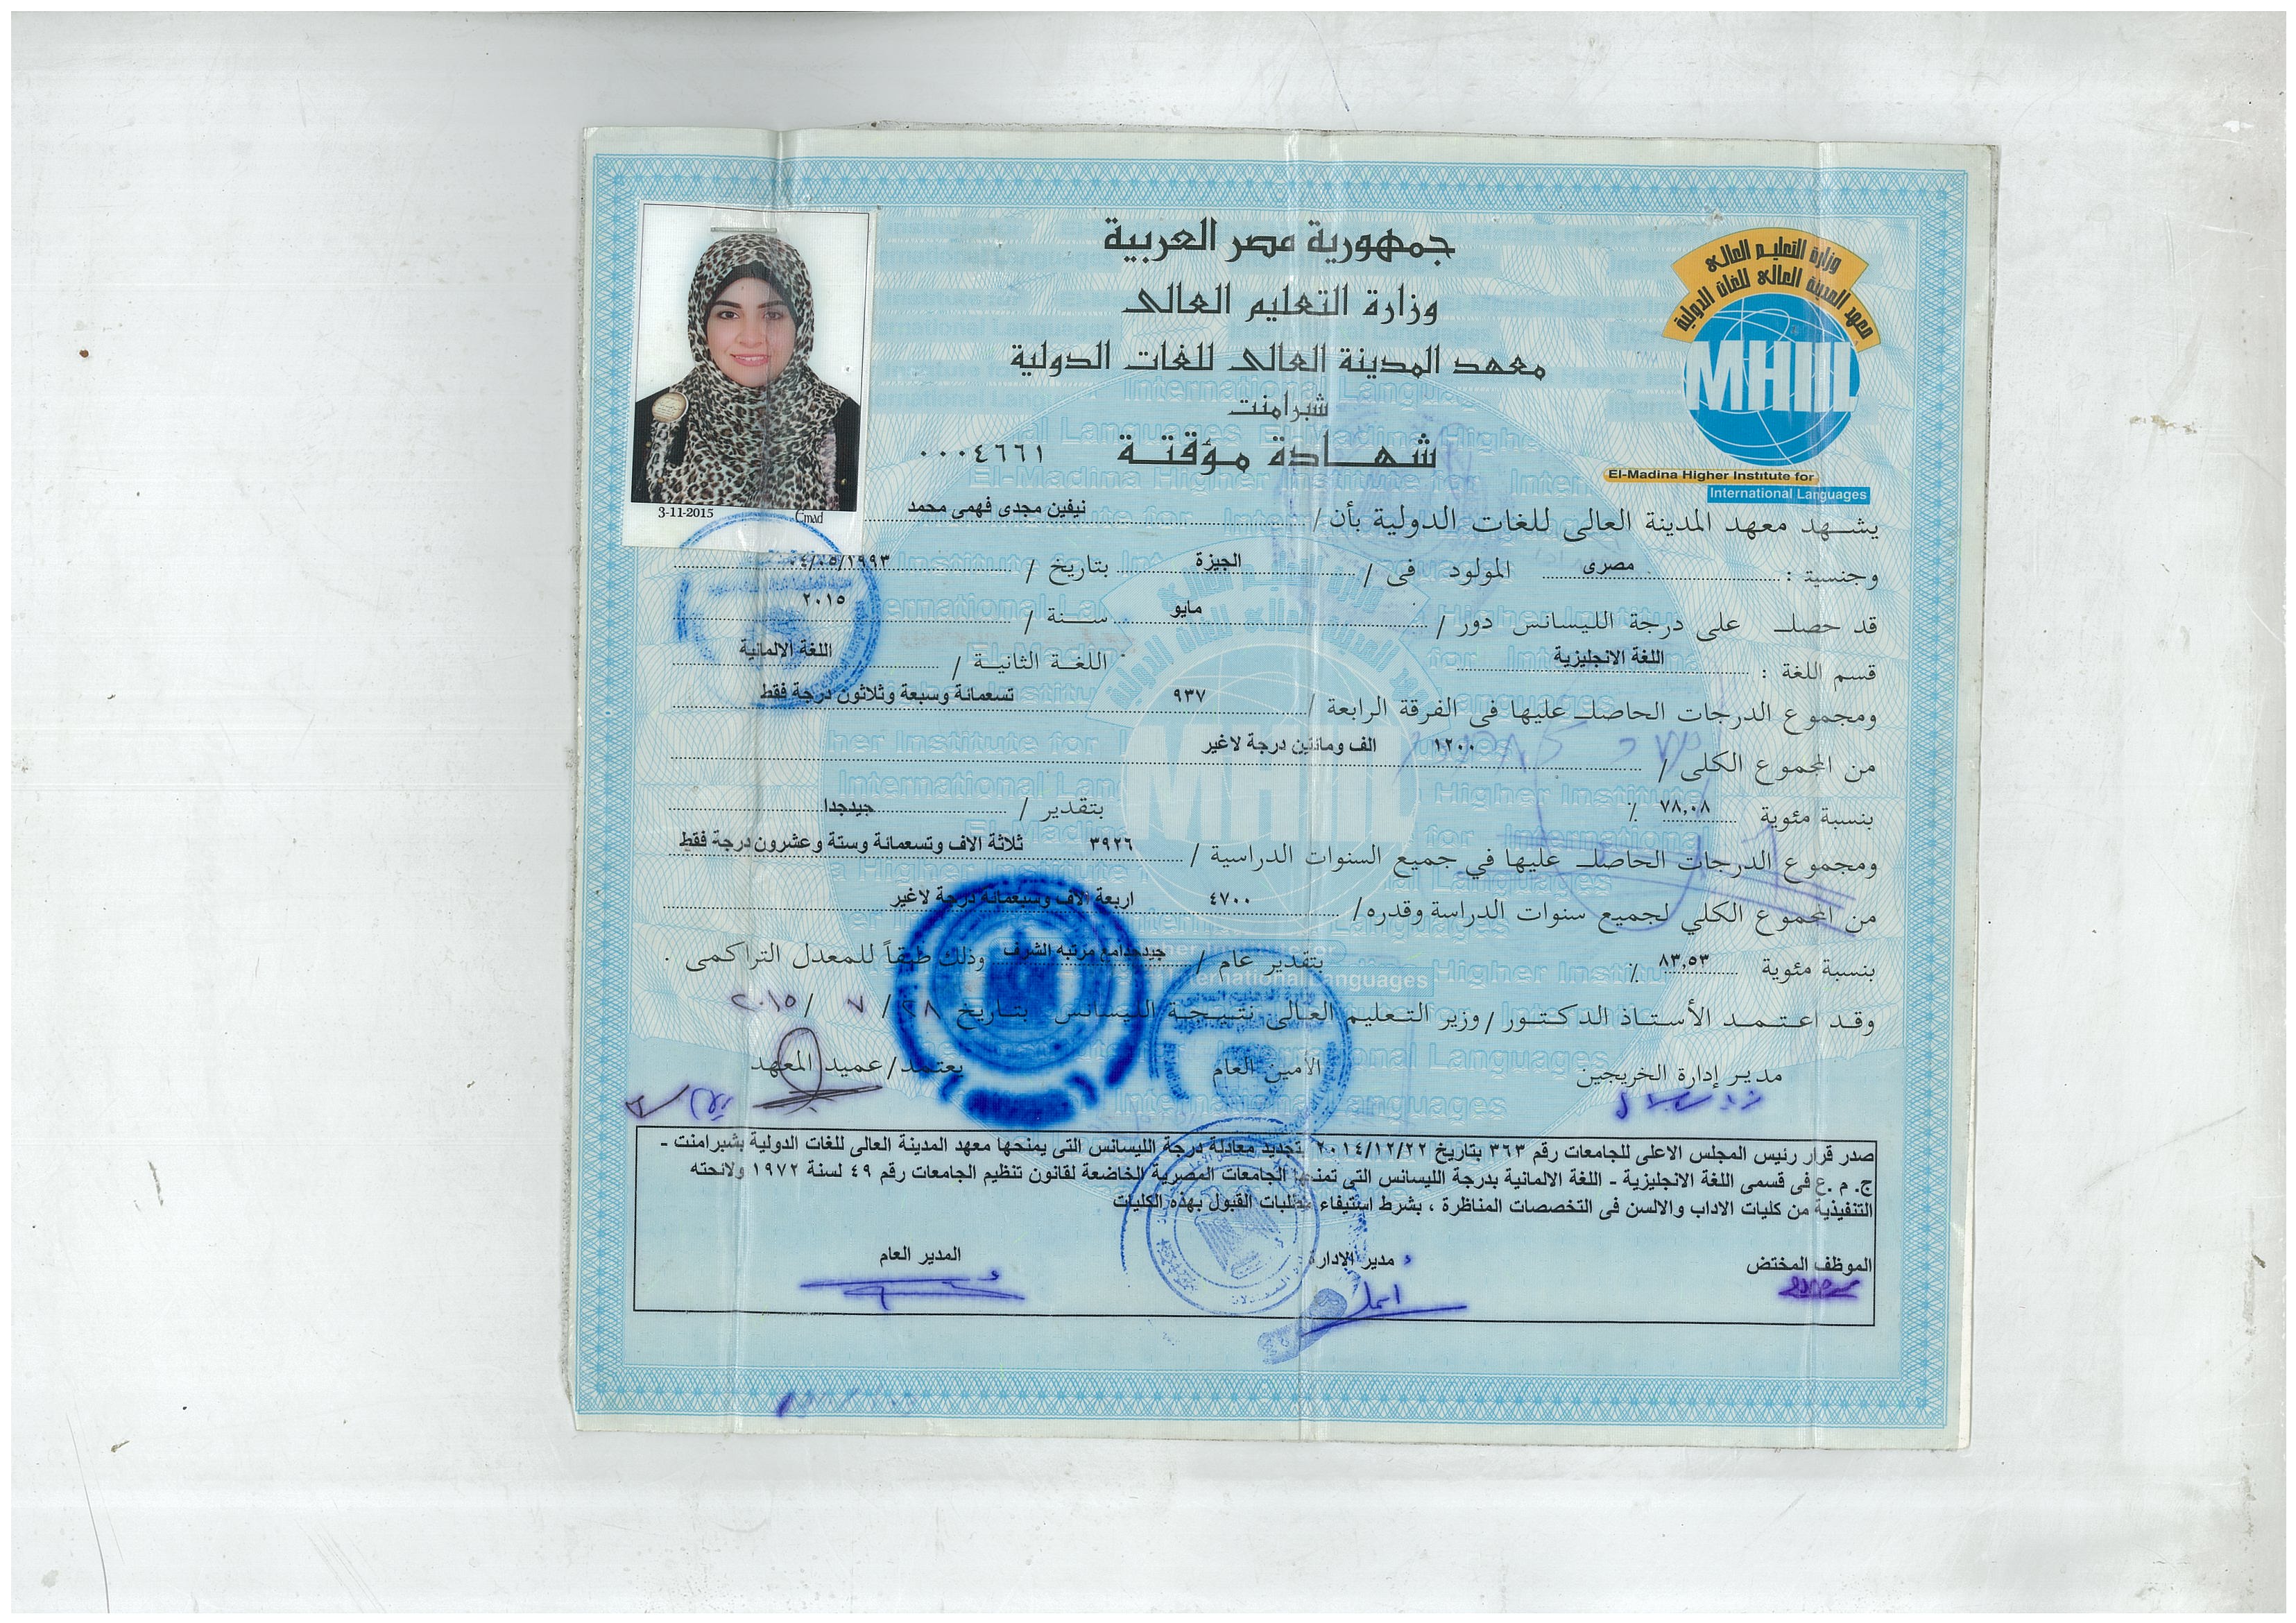 جمهورية مصر العربية
وزارة التعليم العالى
معهد المدينة العالى للغات الدولية
شبرامنت
شهادة مؤقتة ٠٠٠٤٦٦١
وزارة التعليم العالى
معهد المدينة العالى للغات الدولية
MHIIL
El-Madina Higher Institute for
International Languages
3-11-2015 Emad
يشهد معهد المدينة العالى للغات الدولية بأن / نيفين مجدى فهمى محمد
وجنسيتة : مصرى المولود فى / الجيزة بتاريخ / ٠٤/٠٥/١٩٩٣
قد حصل على درجة الليسانس دور / مايو سنة / ٢٠١٥
قسم اللغة : اللغة الانجليزية اللغة الثانية / اللغة الالمانية
ومجموع الدرجات الحاصل عليها فى الفرقة الرابعة / ٩٣٧ تسعمائة وسبعة وثلاثون درجة فقط
من المجموع الكلى / ١٢٠٠ الف ومائتين درجة لاغير
بنسبة مئوية ٧٨,٠٨ ٪ بتقدير / جيدجدا
ومجموع الدرجات الحاصل عليها في جميع السنوات الدراسية / ٣٩٢٦ ثلاثة الاف وتسعمائة وستة وعشرون درجة فقط
من المجموع الكلي لجميع سنوات الدراسة وقدره/ ٤٧٠٠ اربعة الاف وسبعمائة درجة لاغير
بنسبة مئوية ٨٣,٥٣ ٪ بتقدير عام / جيدجدامع مرتبه الشرف وذلك طبقاً للمعدل التراكمى .
وقد اعتمد الأستاذ الدكتور / وزير التعليم العالى نتيجة الليسانس بتاريخ ٢٨ / ٧ / ٢٠١٥
مدير إدارة الخريجين الأمين العام يعتمد/ عميد المعهد
صدر قرار رئيس المجلس الاعلى للجامعات رقم ٣٦٣ بتاريخ ٢٠١٤/١٢/٢٢ بتجديد معادلة درجة الليسانس التى يمنحها معهد المدينة العالى للغات الدولية بشبرامنت -
ج. م .ع فى قسمى اللغة الانجليزية - اللغة الالمانية بدرجة الليسانس التى تمنحها الجامعات المصرية الخاضعة لقانون تنظيم الجامعات رقم ٤٩ لسنة ١٩٧٢ ولائحته
التنفيذية من كليات الاداب والالسن فى التخصصات المناظرة ، بشرط استيفاء متطلبات القبول بهذه الكليات
الموظف المختض مدير الإدارة المدير العام